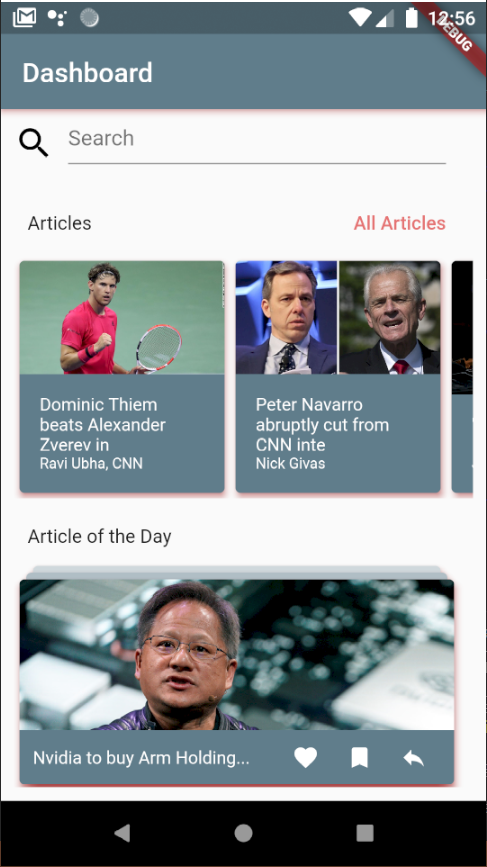 12:56
DEBUG
Dashboard
Search
Articles All Articles
Dominic Thiem
beats Alexander
Zverev in
Ravi Ubha, CNN
Peter Navarro
abruptly cut from
CNN inte
Nick Givas
Article of the Day
Nvidia to buy Arm Holding...